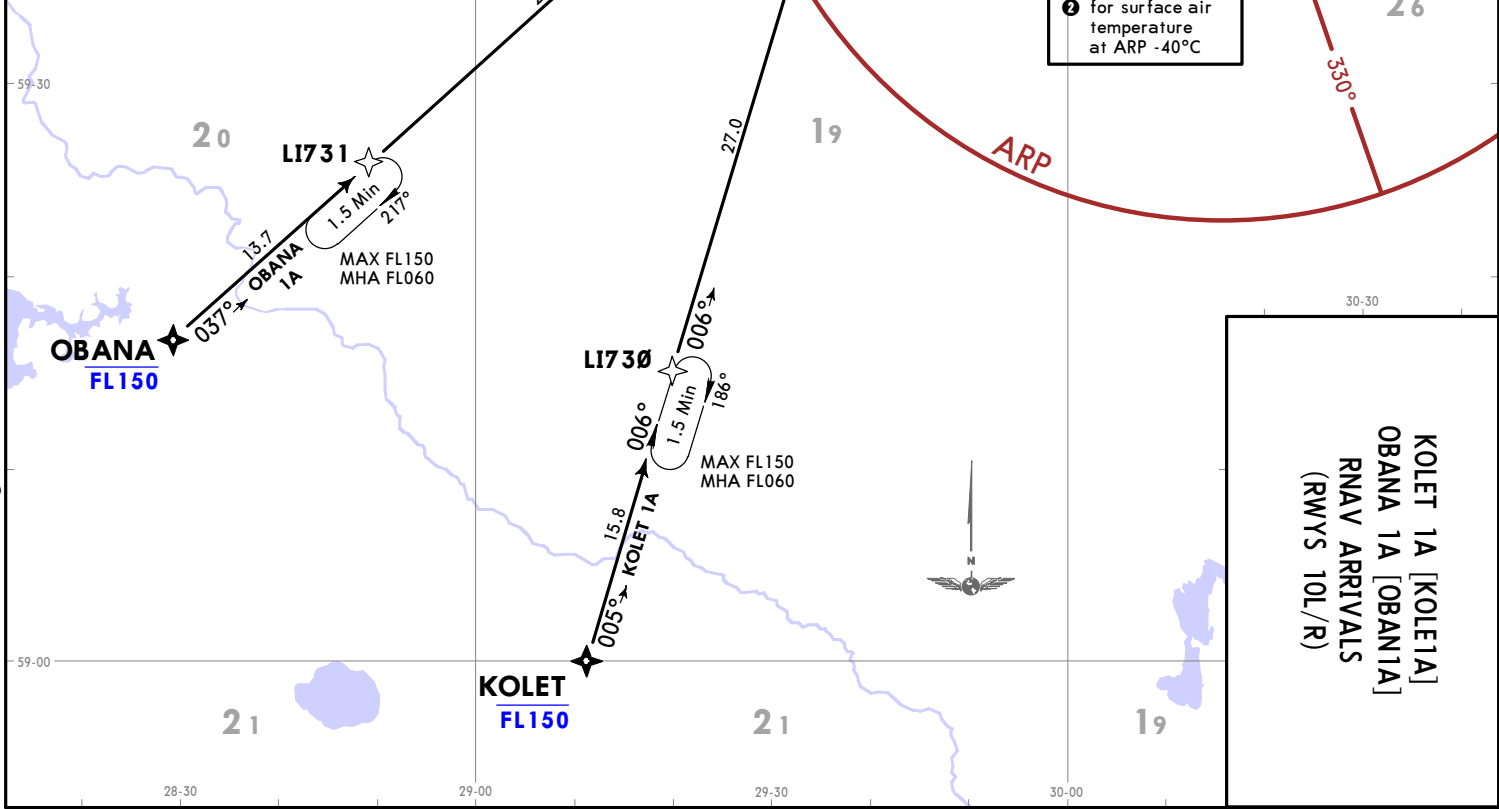 ❷ for surface air
temperature
at ARP -40°C
26
330°
59-30
20
LI731
1.5 Min
217°
27.0
19
ARP
13.7
OBANA
1A
037°
MAX FL150
MHA FL060
OBANA
FL150
006°
LI73Ø
1.5 Min
186°
006°
MAX FL150
MHA FL060
15.8
KOLET 1A
005°
N
30-30
KOLET 1A [KOLE1A]
OBANA 1A [OBAN1A]
RNAV ARRIVALS
(RWYS 10L/R)
59-00
KOLET
FL150
21
21
19
28-30
29-00
29-30
30-00